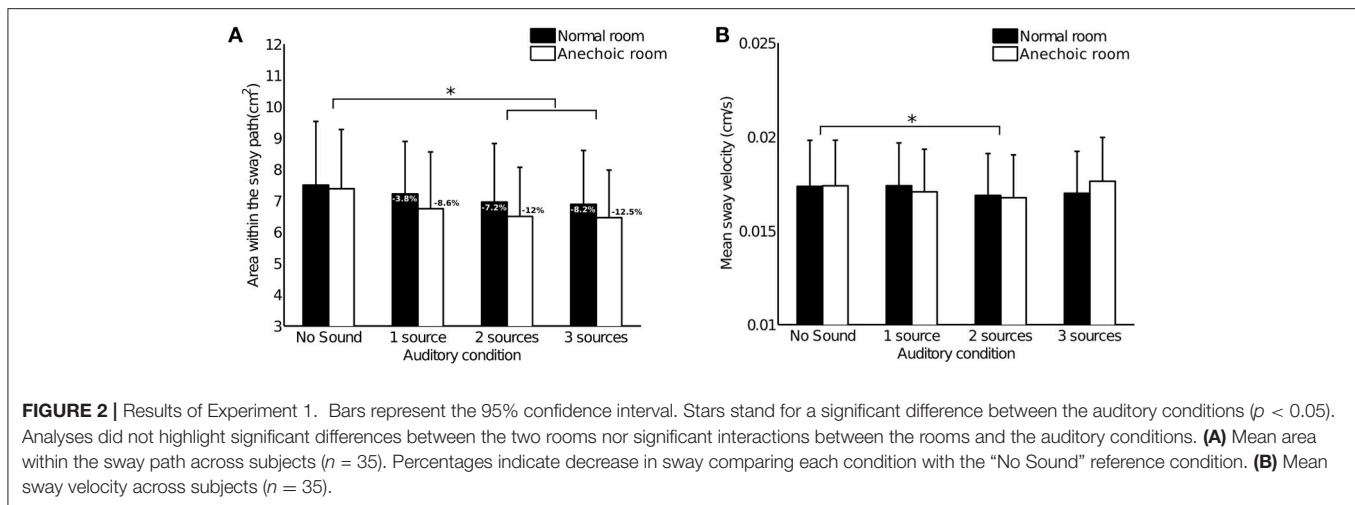 A
Normal room
Anechoic room
Area within the sway path(cm²)
12
11
10
9
8
7
6
5
4
3
*
-3.8%
-8.6%
-7.2%
-12%
-8.2%
-12.5%
No Sound
1 source
2 sources
3 sources
Auditory condition
B
Normal room
Anechoic room
Mean sway velocity (cm/s)
0.025
0.02
0.015
0.01
*
No Sound
1 source
2 sources
3 sources
Auditory condition
FIGURE 2 | Results of Experiment 1. Bars represent the 95% confidence interval. Stars stand for a significant difference between the auditory conditions (p < 0.05).
Analyses did not highlight significant differences between the two rooms nor significant interactions between the rooms and the auditory conditions. (A) Mean area
within the sway path across subjects (n = 35). Percentages indicate decrease in sway comparing each condition with the “No Sound” reference condition. (B) Mean
sway velocity across subjects (n = 35).